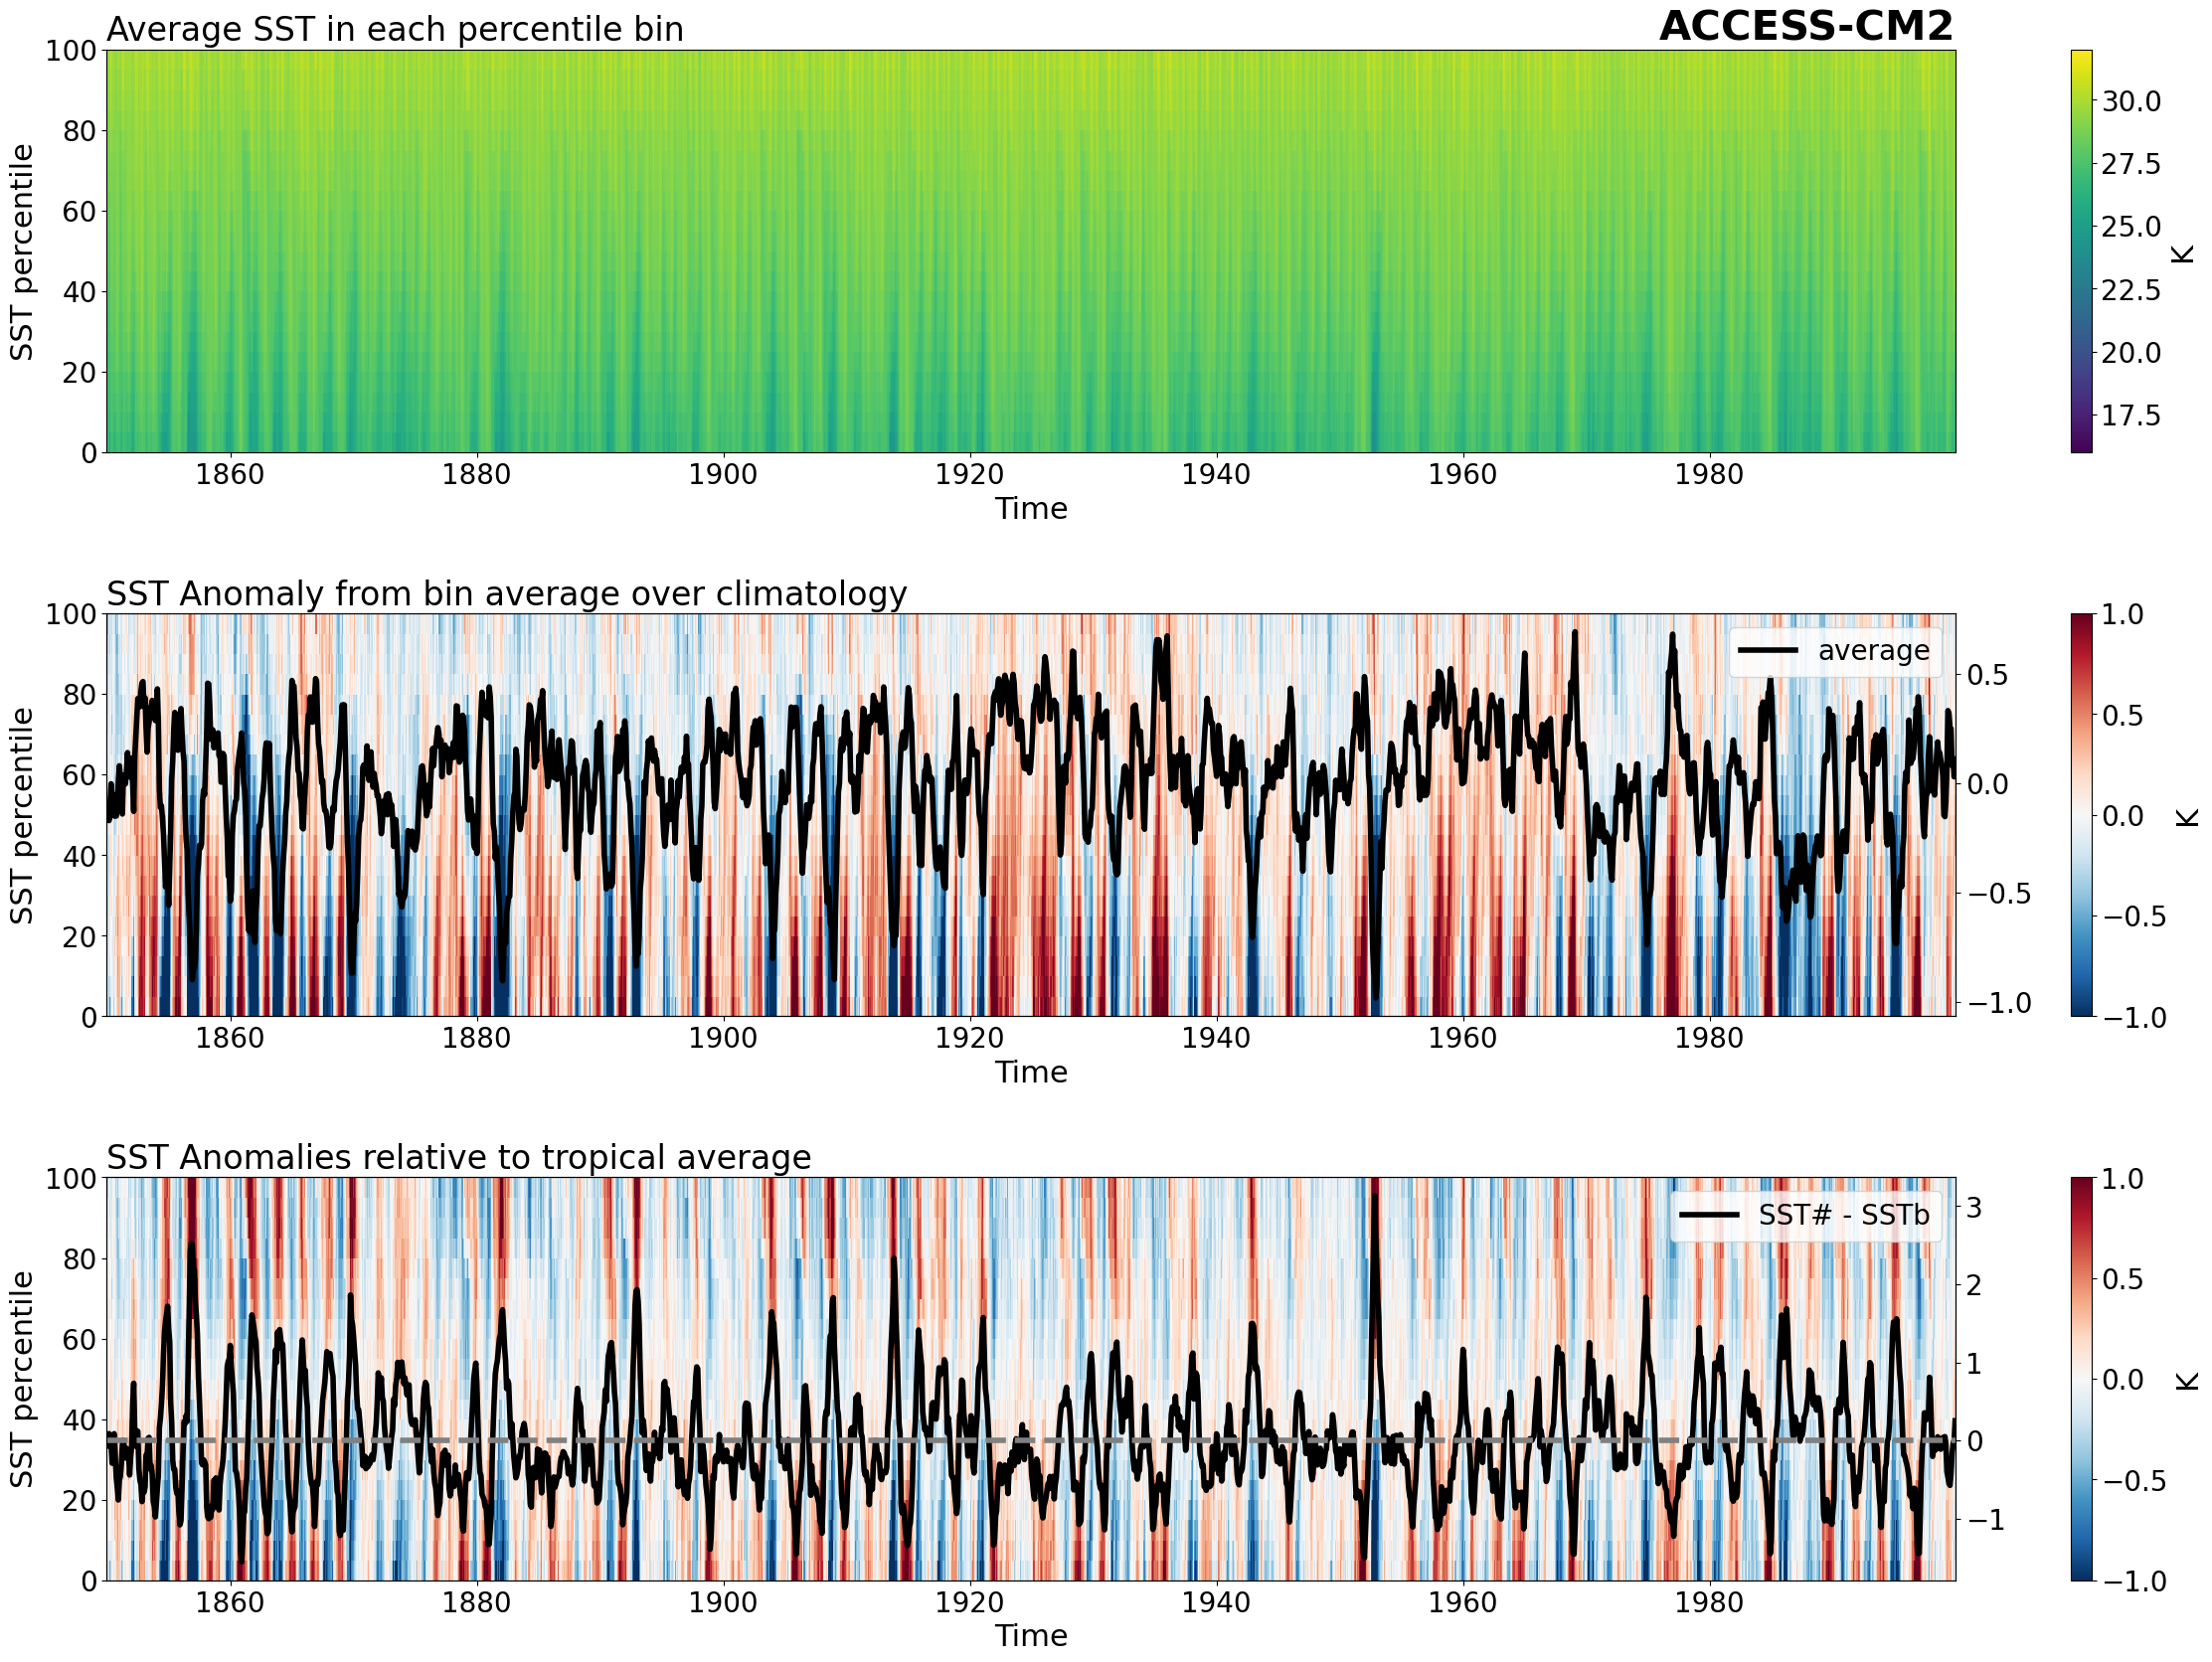 Average SST in each percentile bin
ACCESS-CM2
SST percentile
100
80
60
40
20
0
1860 1880 1900 1920 1940 1960 1980
Time
30.0
27.5
25.0
22.5
20.0
17.5
K
SST Anomaly from bin average over climatology
SST percentile
100
80
60
40
20
0
average
0.5
0.0
−0.5
−1.0
1860 1880 1900 1920 1940 1960 1980
Time
1.0
0.5
0.0
−0.5
−1.0
K
SST Anomalies relative to tropical average
SST percentile
100
80
60
40
20
0
SST# - SSTb
3
2
1
0
−1
1860 1880 1900 1920 1940 1960 1980
Time
1.0
0.5
0.0
−0.5
−1.0
K